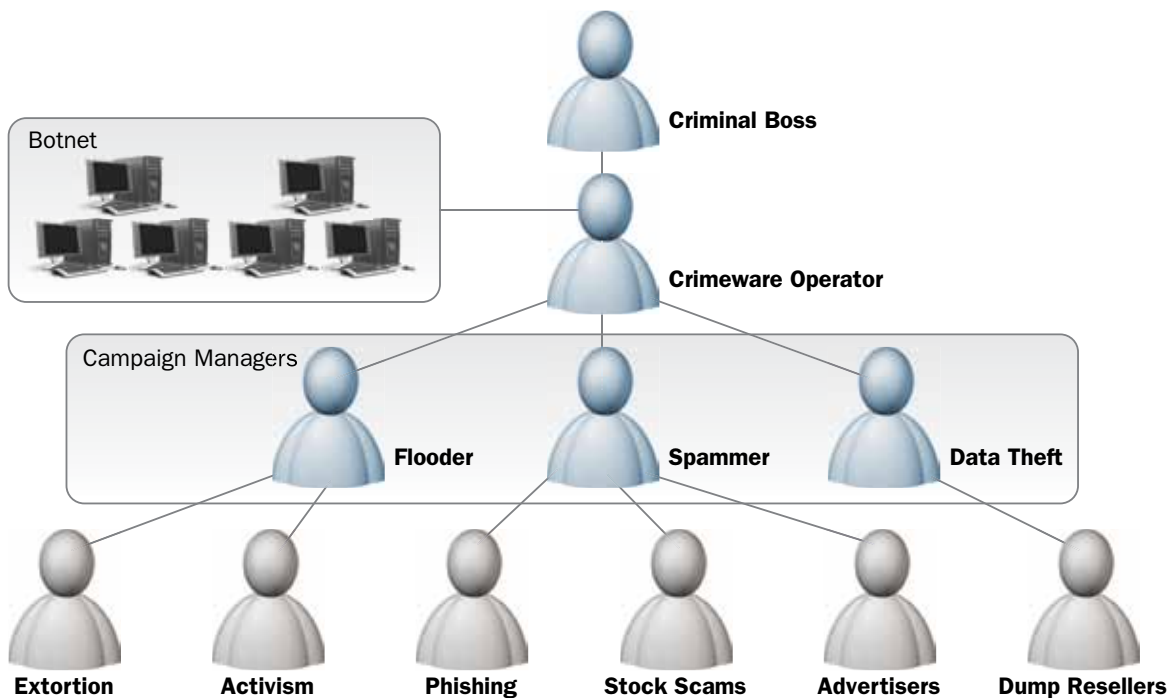 Criminal Boss
Botnet
Crimeware Operator
Campaign Managers
Flooder
Spammer
Data Theft
Extortion
Activism
Phishing
Stock Scams
Advertisers
Dump Resellers